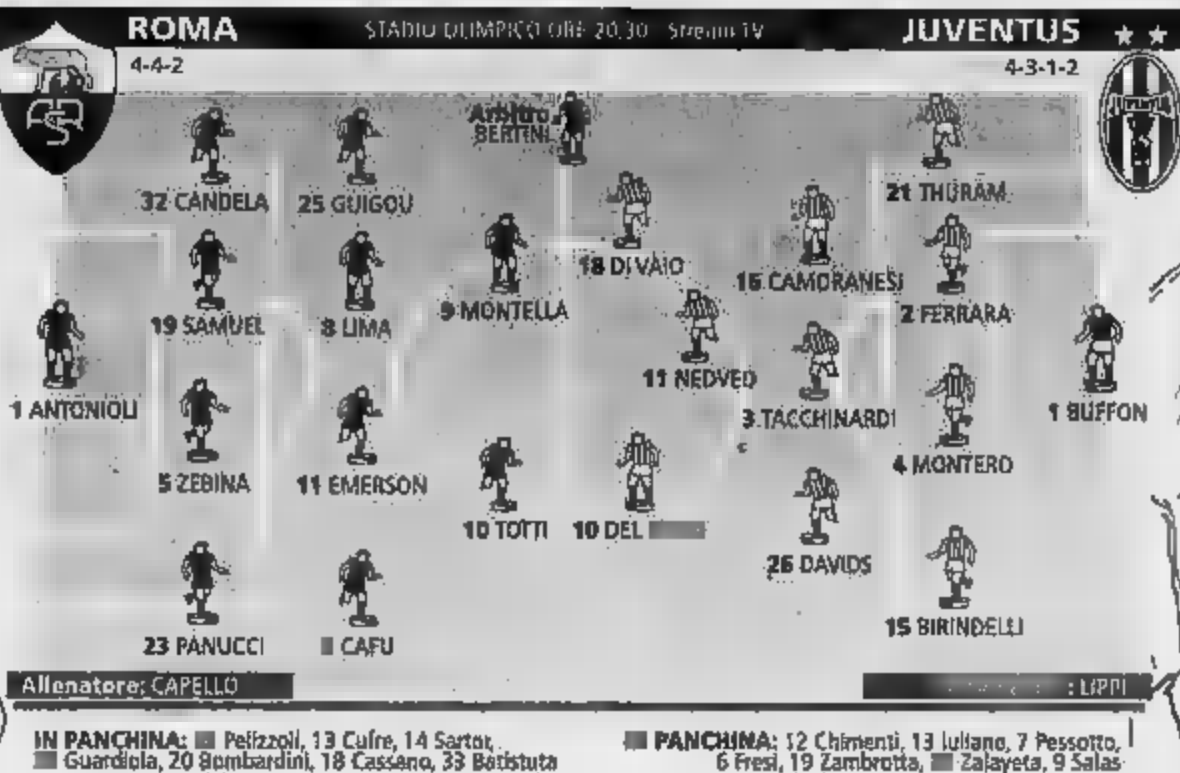 ROMA
STADIO OLIMPICO ORE 20.30 Stream TV
JUVENTUS
4-4-2
4-3-1-2
Arbitro
BERTINI
32 CANDELA
25 GUIGOU
21 THURAM
18 DI VAIO
16 CAMORANESI
19 SAMUEL
8 LIMA
9 MONTELLA
2 FERRARA
11 NEDVED
1 ANTONIOLI
3 TACCHINARDI
1 BUFFON
5 ZEBINA
11 EMERSON
4 MONTERO
10 TOTTI
10 DEL
26 DAVIDS
23 PANUCCI
CAFU
15 BIRINDELLI
Allenatore: CAPELLO
: LIPPI
IN PANCHINA: Pelizzoli, 13 Cufre, 14 Sartor,
Guardiola, 20 Bombardini, 18 Cassano, 33 Batistuta
PANCHINA: 12 Chimenti, 13 Iuliano, 7 Pessotto,
6 Fresi, 19 Zambrotta, Zalayeta, 9 Salas